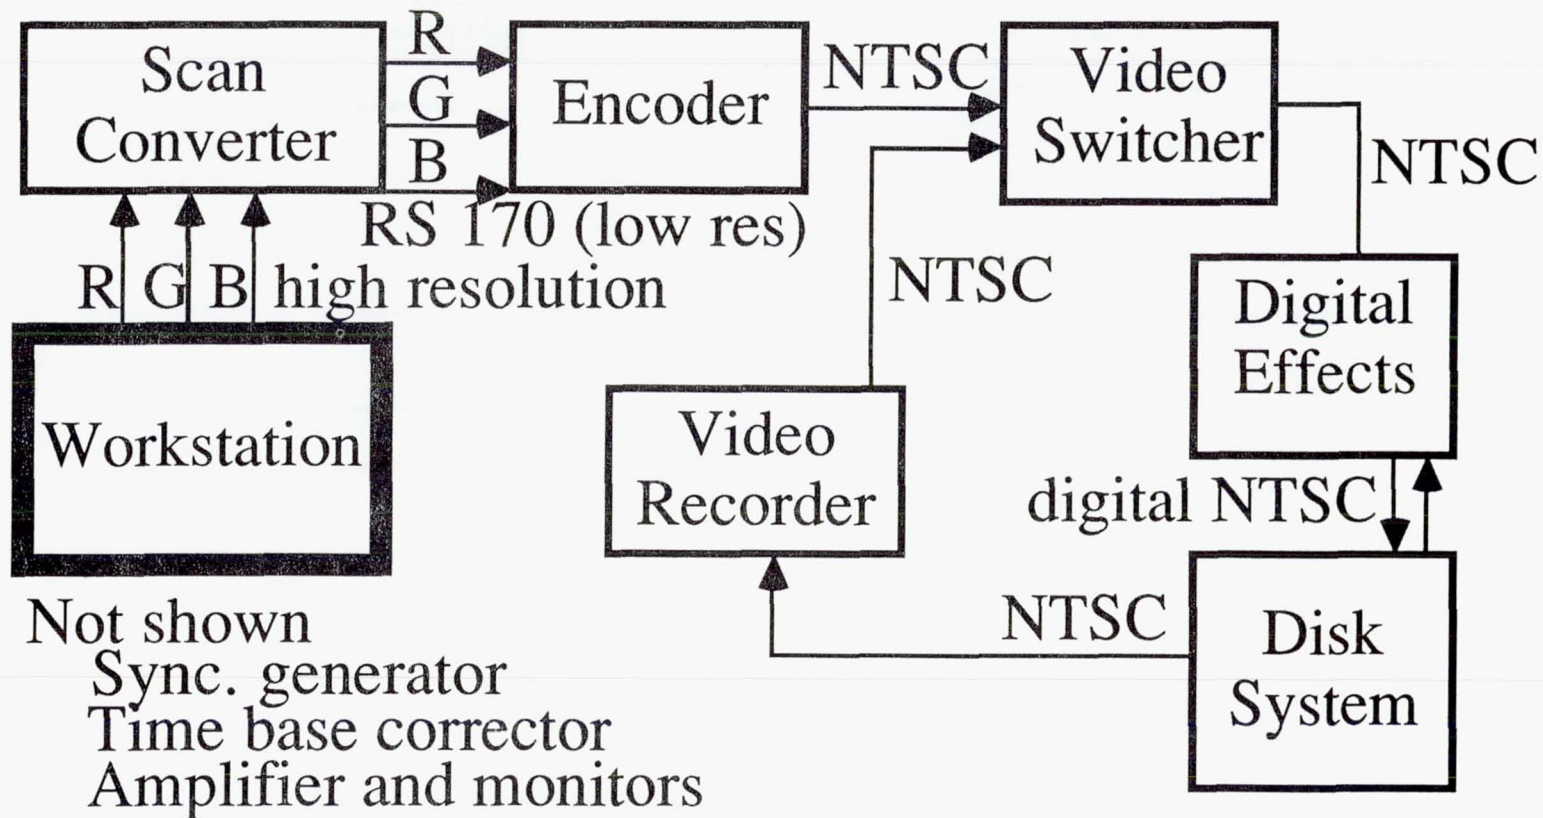 Scan
Converter
R
G
B
Encoder
NTSC
Video
Switcher
NTSC
RS 170 (low res)
R G B high resolution
NTSC
Digital
Effects
Workstation
Video
Recorder
digital NTSC
NTSC
Disk
System
Not shown
Sync. generator
Time base corrector
Amplifier and monitors